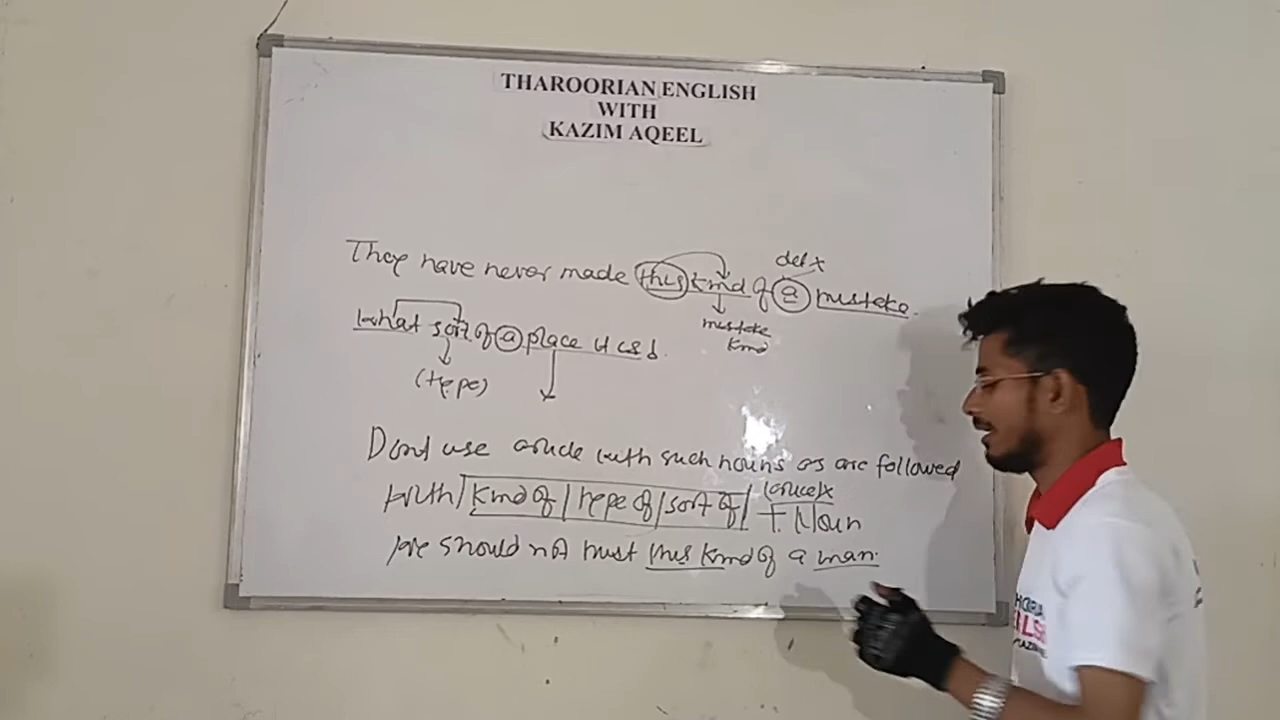 THAROORIAN ENGLISH
WITH
KAZIM AQEEL
del x
They have never made this kind of a mistake.
mistake
kind
What sort of a place it is
(type)
Dont use article with such nouns as are followed
(article)x
with kind of / type of / sort of / + Noun
We should not trust this kind of a man.